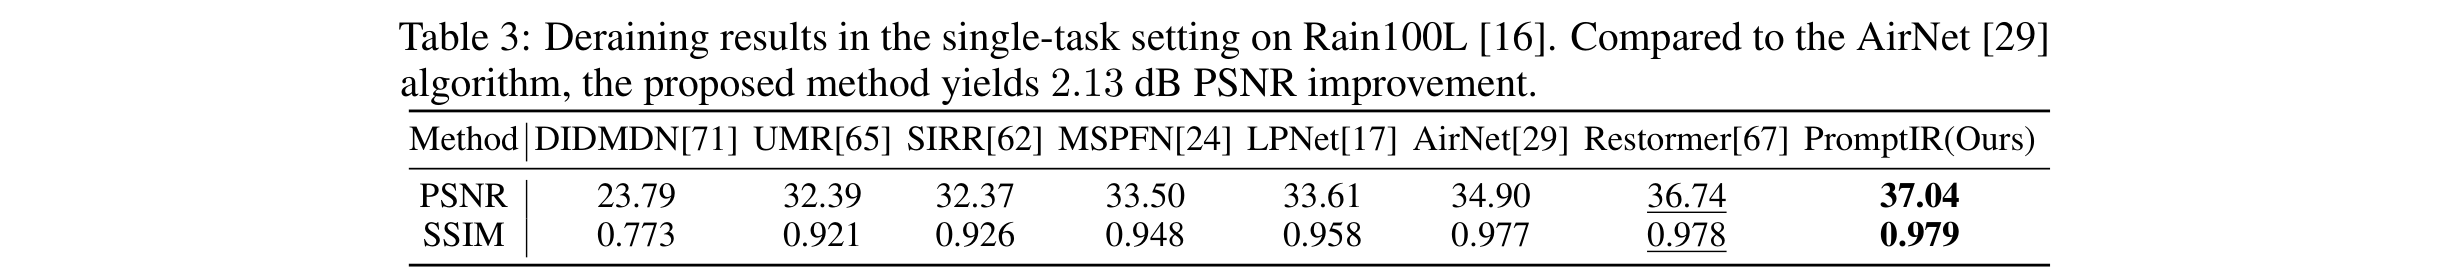 Table 3: Deraining results in the single-task setting on Rain100L [16]. Compared to the AirNet [29]
algorithm, the proposed method yields 2.13 dB PSNR improvement.
Method DIDMDN[71] UMR[65] SIRR[62] MSPFN[24] LPNet[17] AirNet[29] Restormer[67] PromptIR(Ours)
PSNR 23.79 32.39 32.37 33.50 33.61 34.90 36.74 37.04
SSIM 0.773 0.921 0.926 0.948 0.958 0.977 0.978 0.979